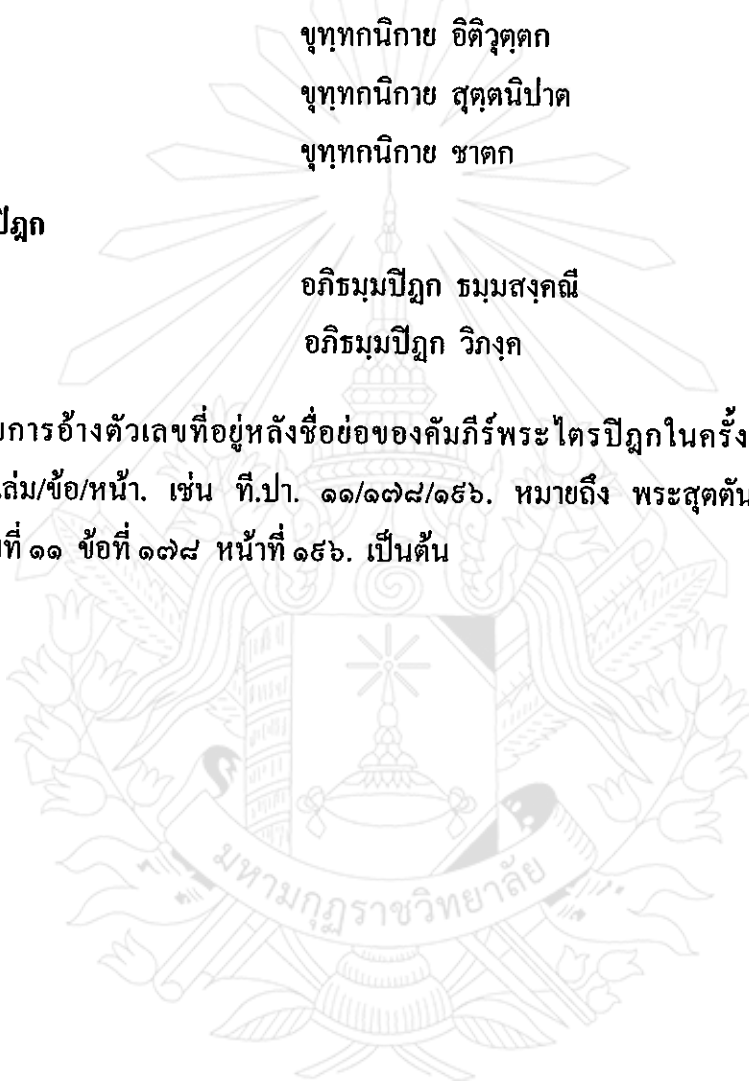 ขุทฺทกนิกาย อิติวุตฺตก
ขุทฺทกนิกาย สุตฺตนิปาต
ขุทฺทกนิกาย ชาตก
ปิฎก
อภิธมฺมปิฎก ธมฺมสงฺคณี
อภิธมฺมปิฎก วิภงฺค
การอ้างตัวเลขที่อยู่หลังชื่อย่อของคัมภีร์พระไตรปิฎกในครั้ง
เล่ม/ข้อ/หน้า. เช่น ที.ปา. ๑๑/๑๗๘/๑๙๖. หมายถึง พระสุตตัน
ที่ ๑๑ ข้อที่ ๑๗๘ หน้าที่ ๑๙๖. เป็นต้น
มหามกุฏราชวิทยาลัย